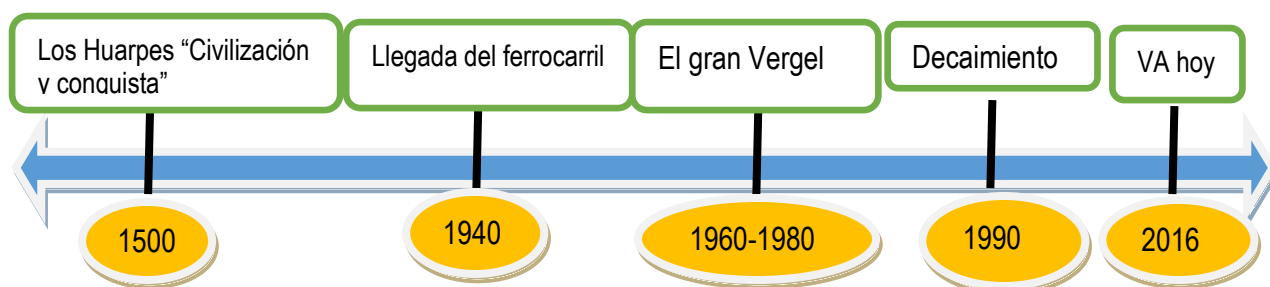 Los Huarpes “Civilización
y conquista”
Llegada del ferrocarril
El gran Vergel
Decaimiento
VA hoy
1500
1940
1960-1980
1990
2016